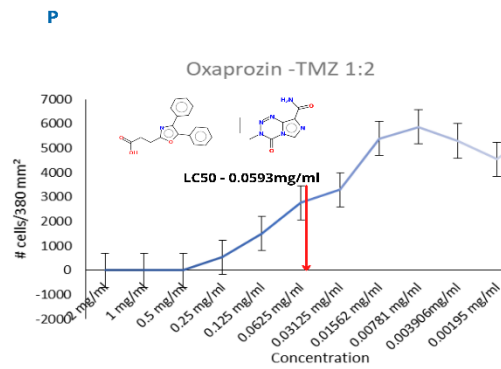 P
Oxaprozin -TMZ 1:2
7000
6000
5000
4000
3000
2000
1000
0
-1000
-2000
# cells/380 mm²
O
OH
N
O
H₂N
O
N
N
N
N
N
O
LC50 - 0.0593mg/ml
2 mg/ml
1 mg/ml
0.5 mg/ml
0.25 mg/ml
0.125 mg/ml
0.0625 mg/ml
0.03125 mg/ml
0.01562 mg/ml
0.00781 mg/ml
0.003906mg/ml
0.00195 mg/ml
Concentration